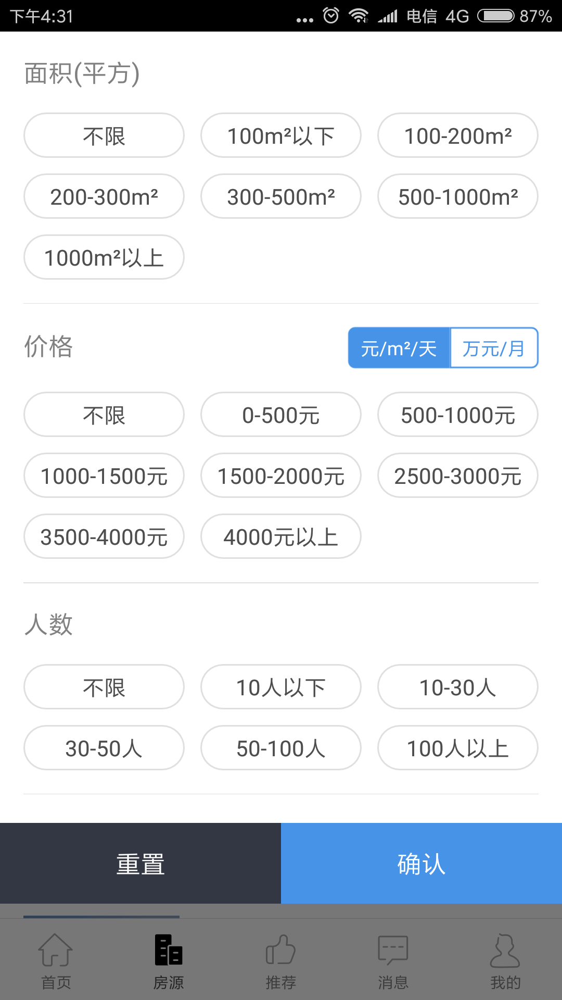 下午4:31 ... 电信 4G 87%
面积(平方)
不限 100m²以下 100-200m²
200-300m² 300-500m² 500-1000m²
1000m²以上
价格 元/m²/天 万元/月
不限 0-500元 500-1000元
1000-1500元 1500-2000元 2500-3000元
3500-4000元 4000元以上
人数
不限 10人以下 10-30人
30-50人 50-100人 100人以上
重置 确认
首页 房源 推荐 消息 我的